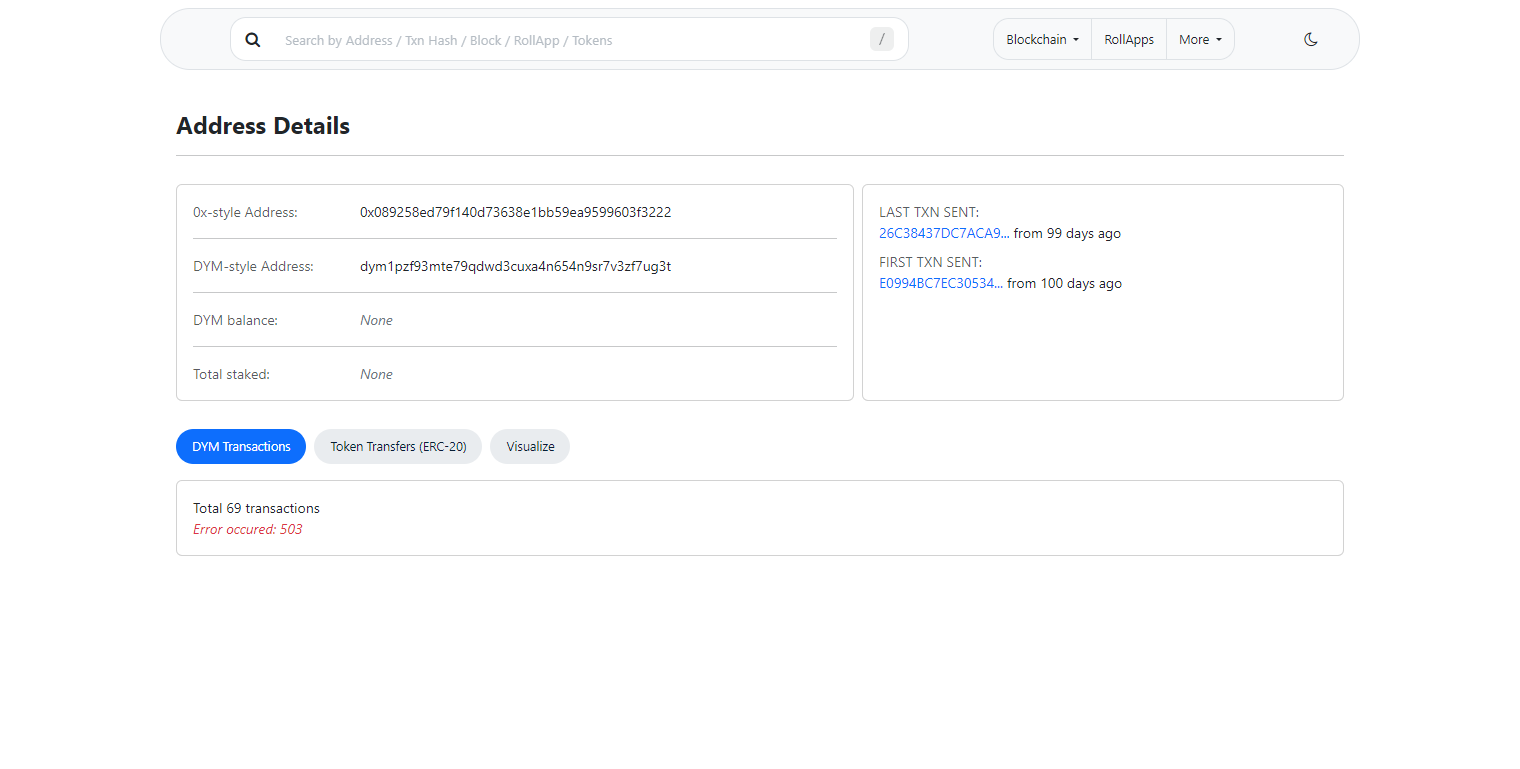 Search by Address / Txn Hash / Block / RollApp / Tokens
/
Blockchain
RollApps
More
Address Details
0x-style Address: 0x089258ed79f140d73638e1bb59ea9599603f3222
DYM-style Address: dym1pzf93mte79qdwd3cuxa4n654n9sr7v3zf7ug3t
DYM balance: None
Total staked: None
LAST TXN SENT:
26C38437DC7ACA9... from 99 days ago
FIRST TXN SENT:
E0994BC7EC30534... from 100 days ago
DYM Transactions
Token Transfers (ERC-20)
Visualize
Total 69 transactions
Error occured: 503